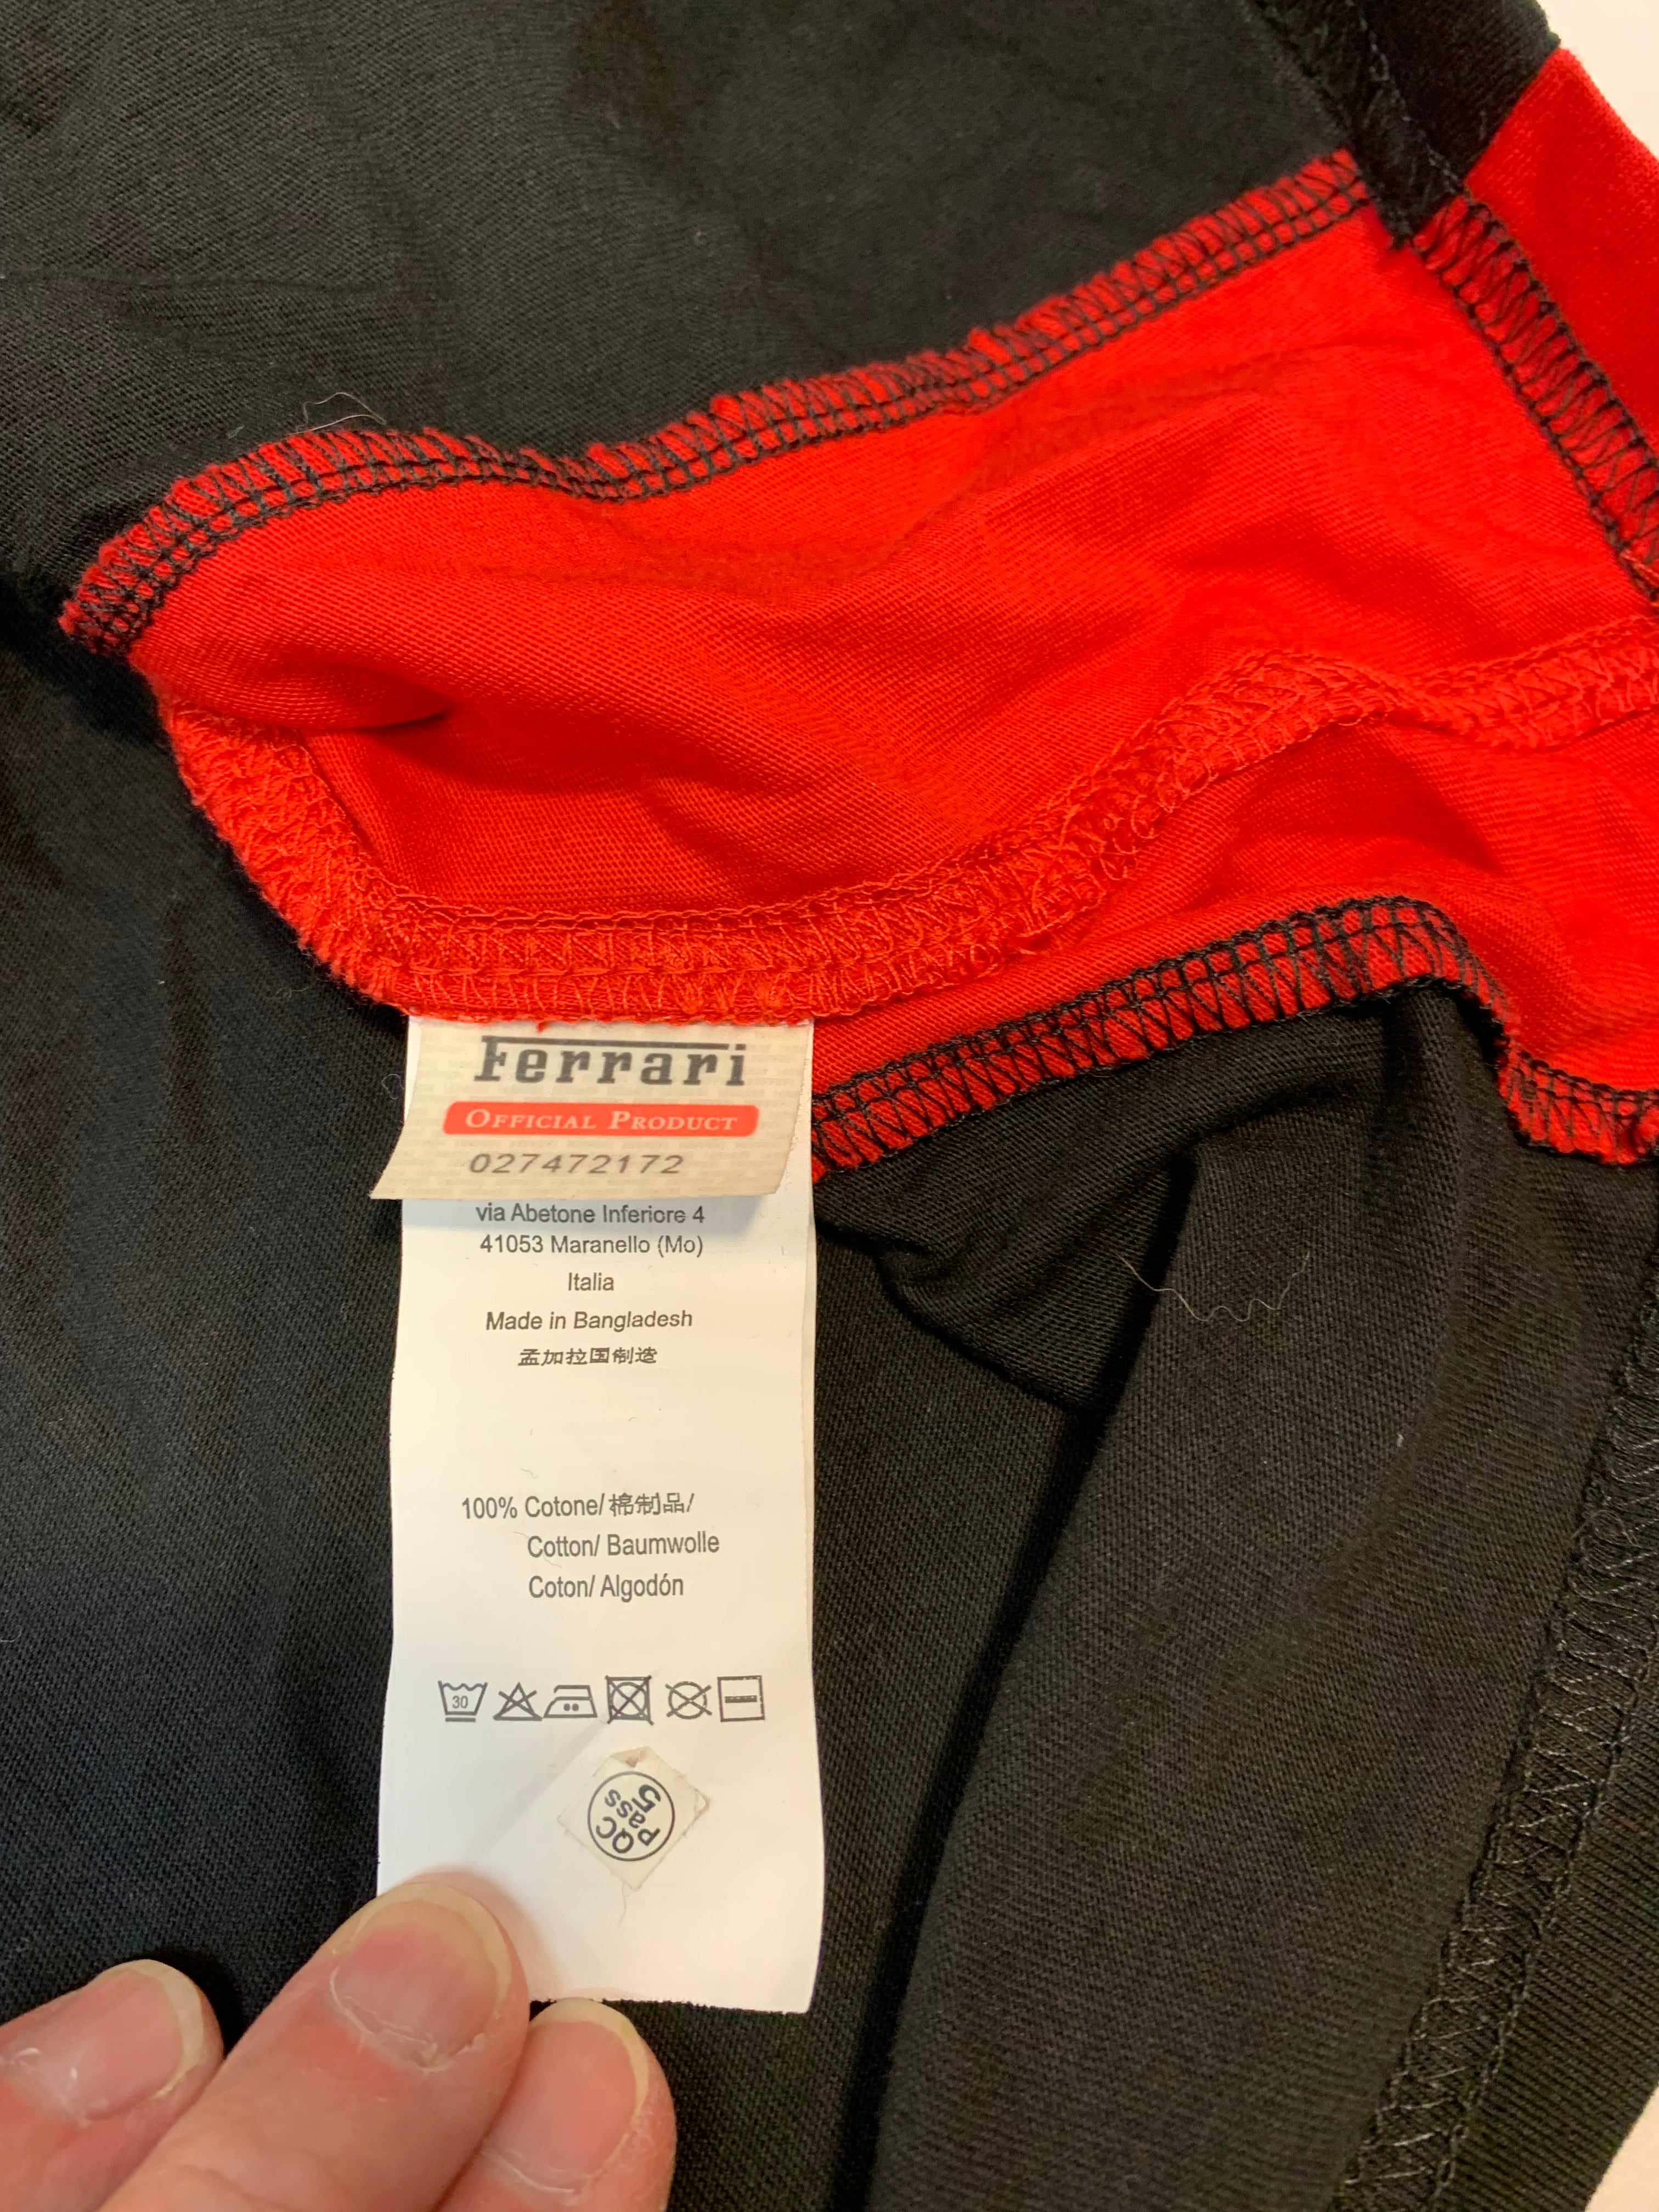 Ferrari
OFFICIAL PRODUCT
027472172
via Abetone Inferiore 4
41053 Maranello (Mo)
Italia
Made in Bangladesh
孟加拉国制造
100% Cotone/ 棉制品/
Cotton/ Baumwolle
Coton/ Algodón
30
PQC
Pass
5